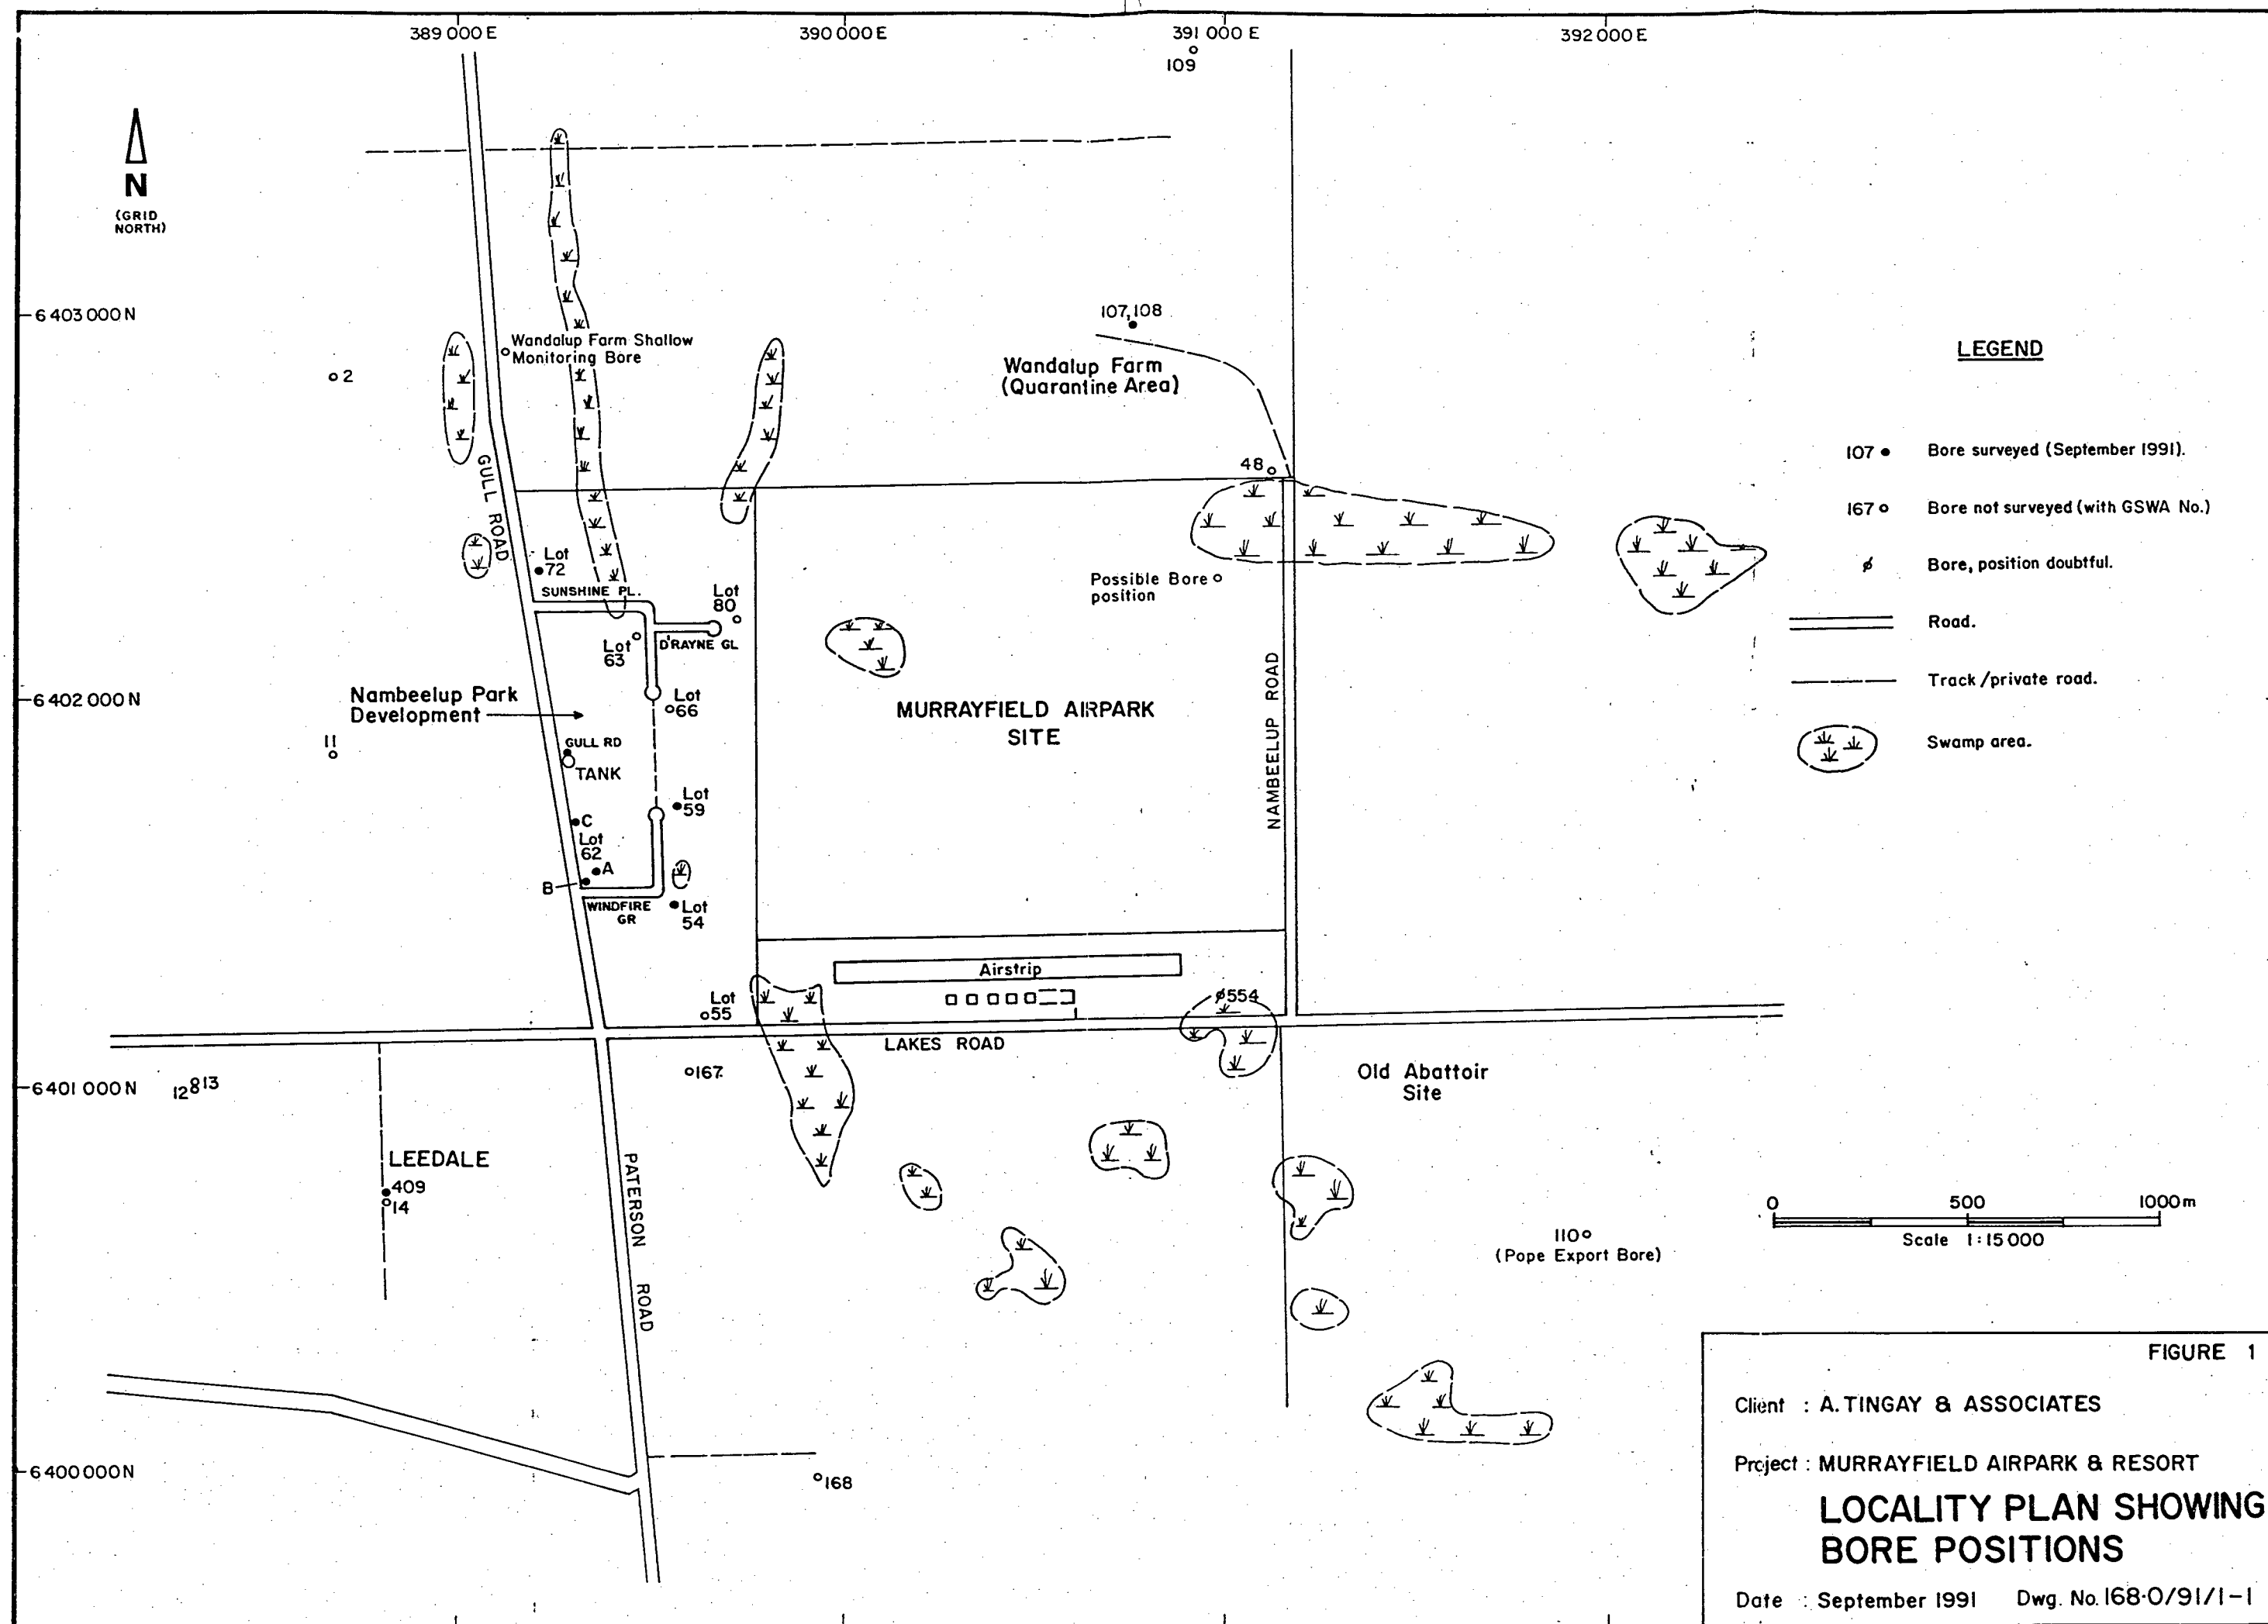 389 000 E
390 000 E
391 000 E
392 000 E
109
N
(GRID
NORTH)
6 403 000 N
107,108
Wandalup Farm Shallow
Monitoring Bore
2
Wandalup Farm
(Quarantine Area)
LEGEND
107 Bore surveyed (September 1991).
167 Bore not surveyed (with GSWA No.)
Bore, position doubtful.
Road.
Track/private road.
Swamp area.
GULL ROAD
48
Lot
72
SUNSHINE PL.
Lot
80
Possible Bore
position
Lot
63
D'RAYNE GL
6 402 000 N
Nambeelup Park
Development
Lot
66
MURRAYFIELD AIRPARK
SITE
NAMBEELUP ROAD
11
GULL RD
TANK
Lot
59
C
Lot
62
A
B
WINDFIRE
GR
Lot
54
Airstrip
Lot
55
554
LAKES ROAD
6 401 000 N
12 13
167
Old Abattoir
Site
LEEDALE
409
14
PATERSON ROAD
110
(Pope Export Bore)
0 500 1000m
Scale 1:15 000
6 400 000 N
168
FIGURE 1
Client : A. TINGAY & ASSOCIATES
Project : MURRAYFIELD AIRPARK & RESORT
LOCALITY PLAN SHOWING
BORE POSITIONS
Date : September 1991 Dwg. No. 168·0/91/1-1